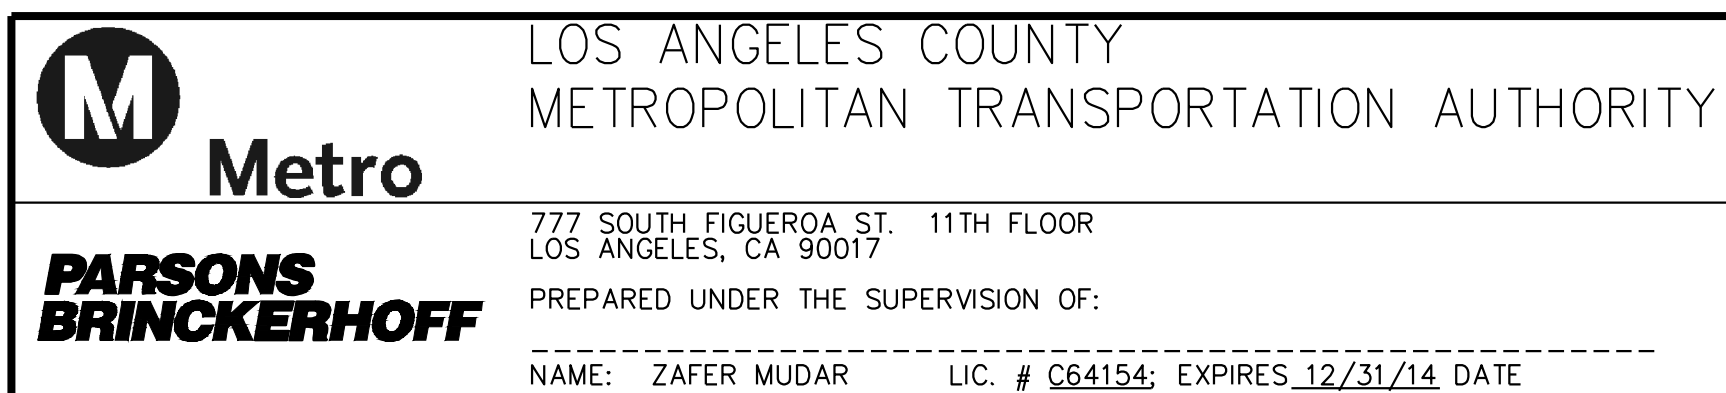 M
Metro
LOS ANGELES COUNTY
METROPOLITAN TRANSPORTATION AUTHORITY
PARSONS
BRINCKERHOFF
777 SOUTH FIGUEROA ST. 11TH FLOOR
LOS ANGELES, CA 90017
PREPARED UNDER THE SUPERVISION OF:
NAME: ZAFER MUDAR LIC. # C64154; EXPIRES 12/31/14 DATE